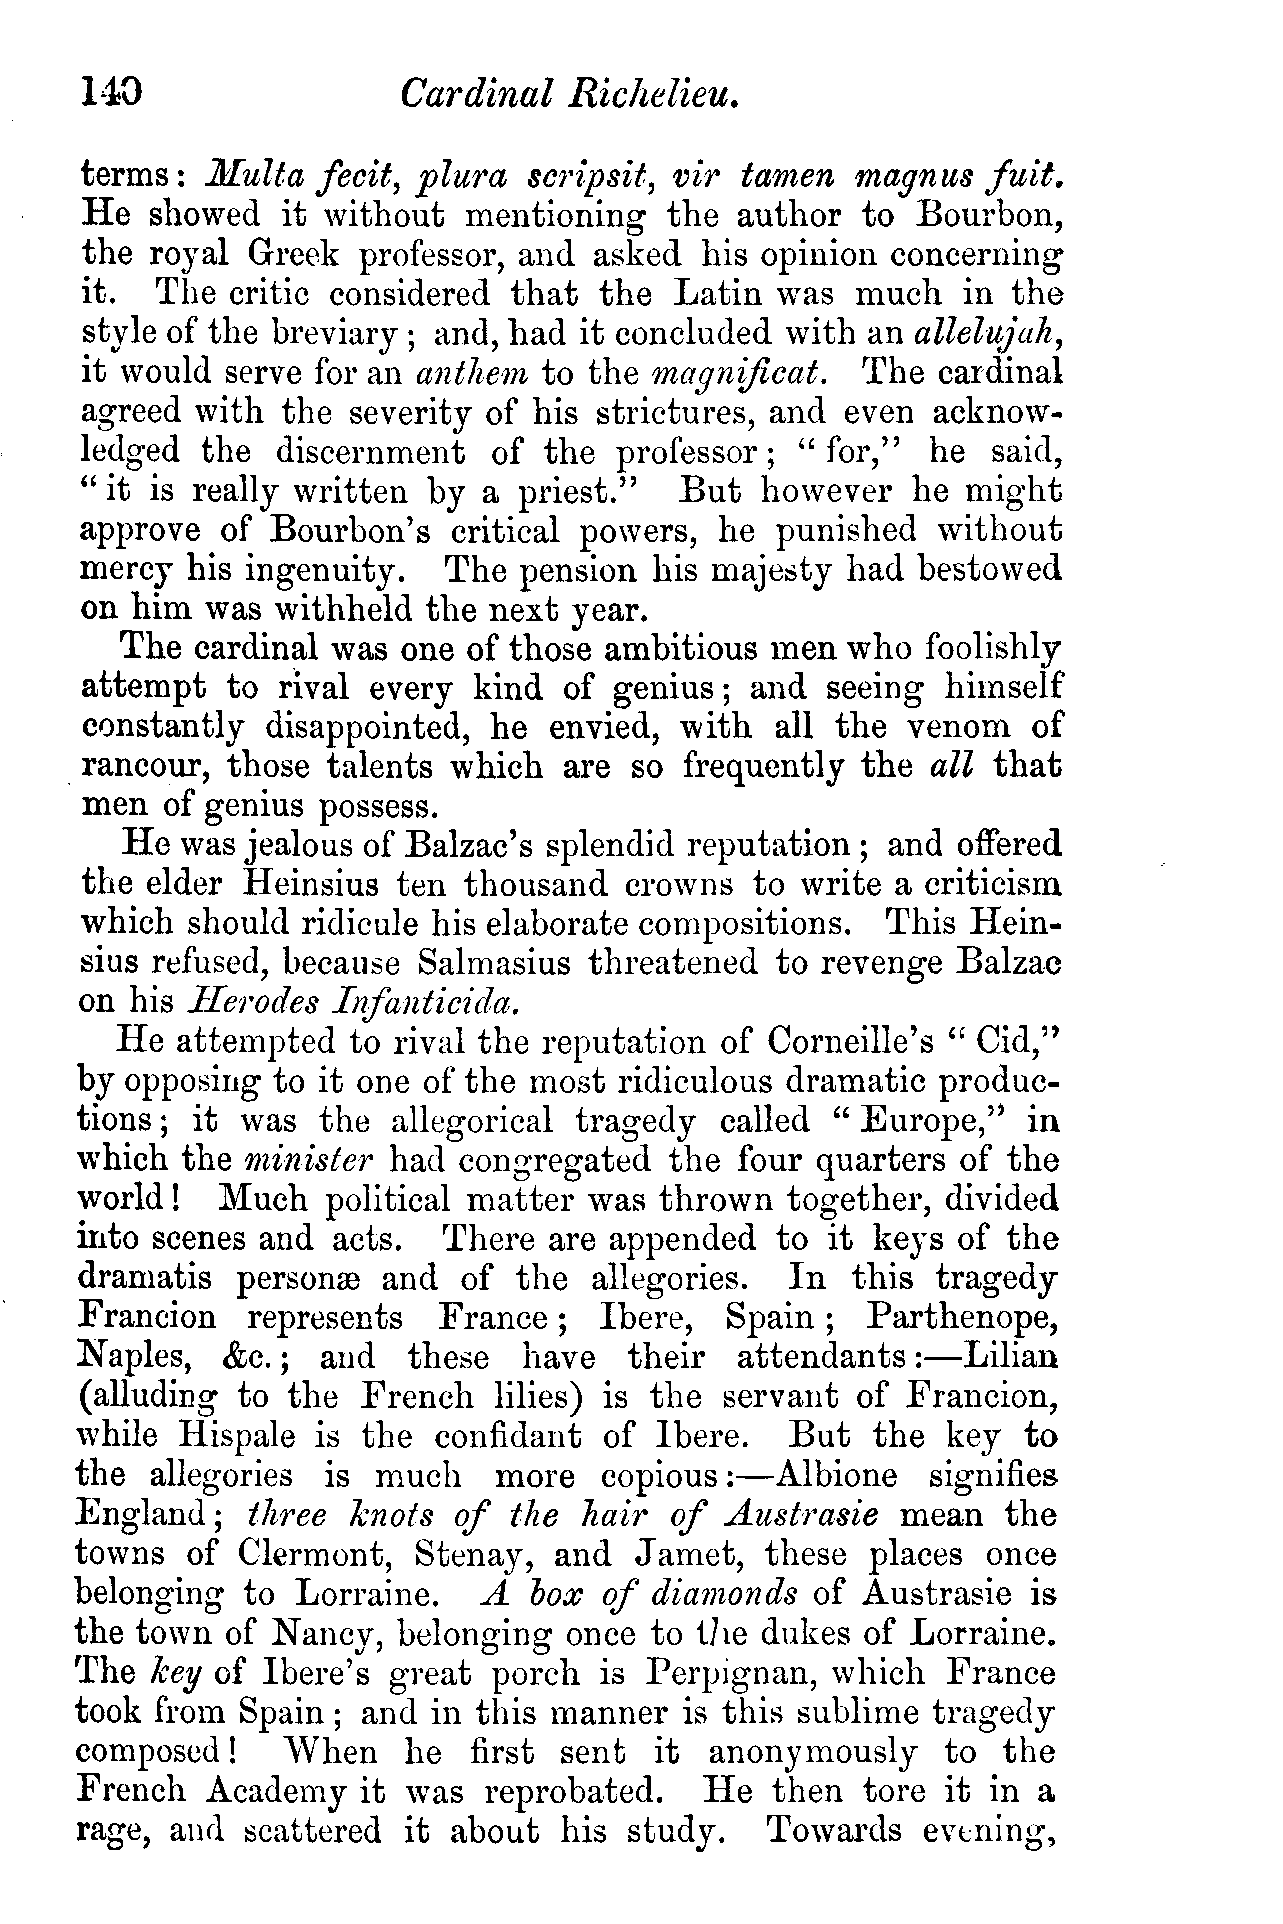 140 Cardinal Richelieu.
terms: Multa fecit, plura scripsit, vir tamen magnus fuit.
He showed it without mentioning the author to Bourbon,
the royal Greek professor, and asked his opinion concerning
it. The critic considered that the Latin was much in the
style of the breviary; and, had it concluded with an allelujah,
it would serve for an anthem to the magnificat. The cardinal
agreed with the severity of his strictures, and even acknow-
ledged the discernment of the professor; "for," he said,
"it is really written by a priest." But however he might
approve of Bourbon's critical powers, he punished without
mercy his ingenuity. The pension his majesty had bestowed
on him was withheld the next year.
The cardinal was one of those ambitious men who foolishly
attempt to rival every kind of genius; and seeing himself
constantly disappointed, he envied, with all the venom of
rancour, those talents which are so frequently the all that
men of genius possess.
He was jealous of Balzac's splendid reputation; and offered
the elder Heinsius ten thousand crowns to write a criticism
which should ridicule his elaborate compositions. This Hein-
sius refused, because Salmasius threatened to revenge Balzac
on his Herodes Infanticida.
He attempted to rival the reputation of Corneille's "Cid,"
by opposing to it one of the most ridiculous dramatic produc-
tions; it was the allegorical tragedy called "Europe," in
which the minister had congregated the four quarters of the
world! Much political matter was thrown together, divided
into scenes and acts. There are appended to it keys of the
dramatis personæ and of the allegories. In this tragedy
Francion represents France; Ibere, Spain; Parthenope,
Naples, &c.; and these have their attendants:—Lilian
(alluding to the French lilies) is the servant of Francion,
while Hispale is the confidant of Ibere. But the key to
the allegories is much more copious:—Albione signifies
England; three knots of the hair of Austrasie mean the
towns of Clermont, Stenay, and Jamet, these places once
belonging to Lorraine. A box of diamonds of Austrasie is
the town of Nancy, belonging once to the dukes of Lorraine.
The key of Ibere's great porch is Perpignan, which France
took from Spain; and in this manner is this sublime tragedy
composed! When he first sent it anonymously to the
French Academy it was reprobated. He then tore it in a
rage, and scattered it about his study. Towards evening,